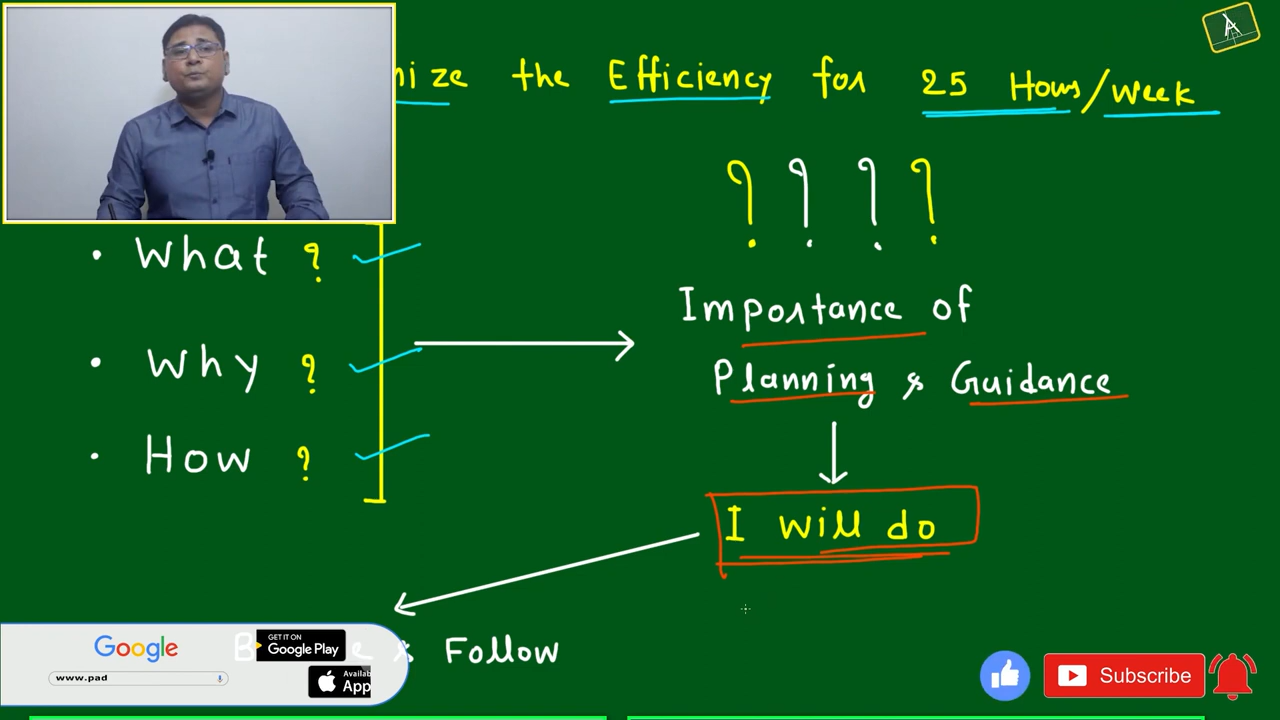 nize the Efficiency for 25 Hours/Week
? ? ? ?
• What ?
• Why ?
• How ?
Importance of
Planning & Guidance
I will do
& Follow
Google
www.pad
GET IT ON
Google Play
App
Subscribe